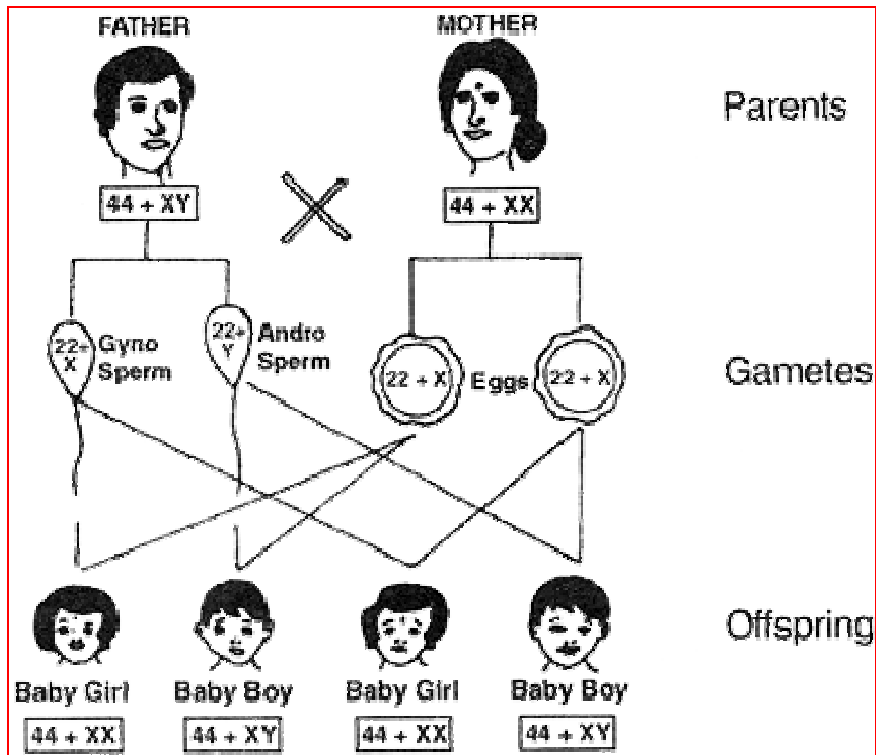 FATHER
MOTHER
Parents
44 + XY
44 + XX
22+
X
Gyno
Sperm
22+
Y
Andro
Sperm
22 + X
Eggs
22 + X
Gametes
Offspring
Baby Girl
Baby Boy
Baby Girl
Baby Boy
44 + XX
44 + XY
44 + XX
44 + XY